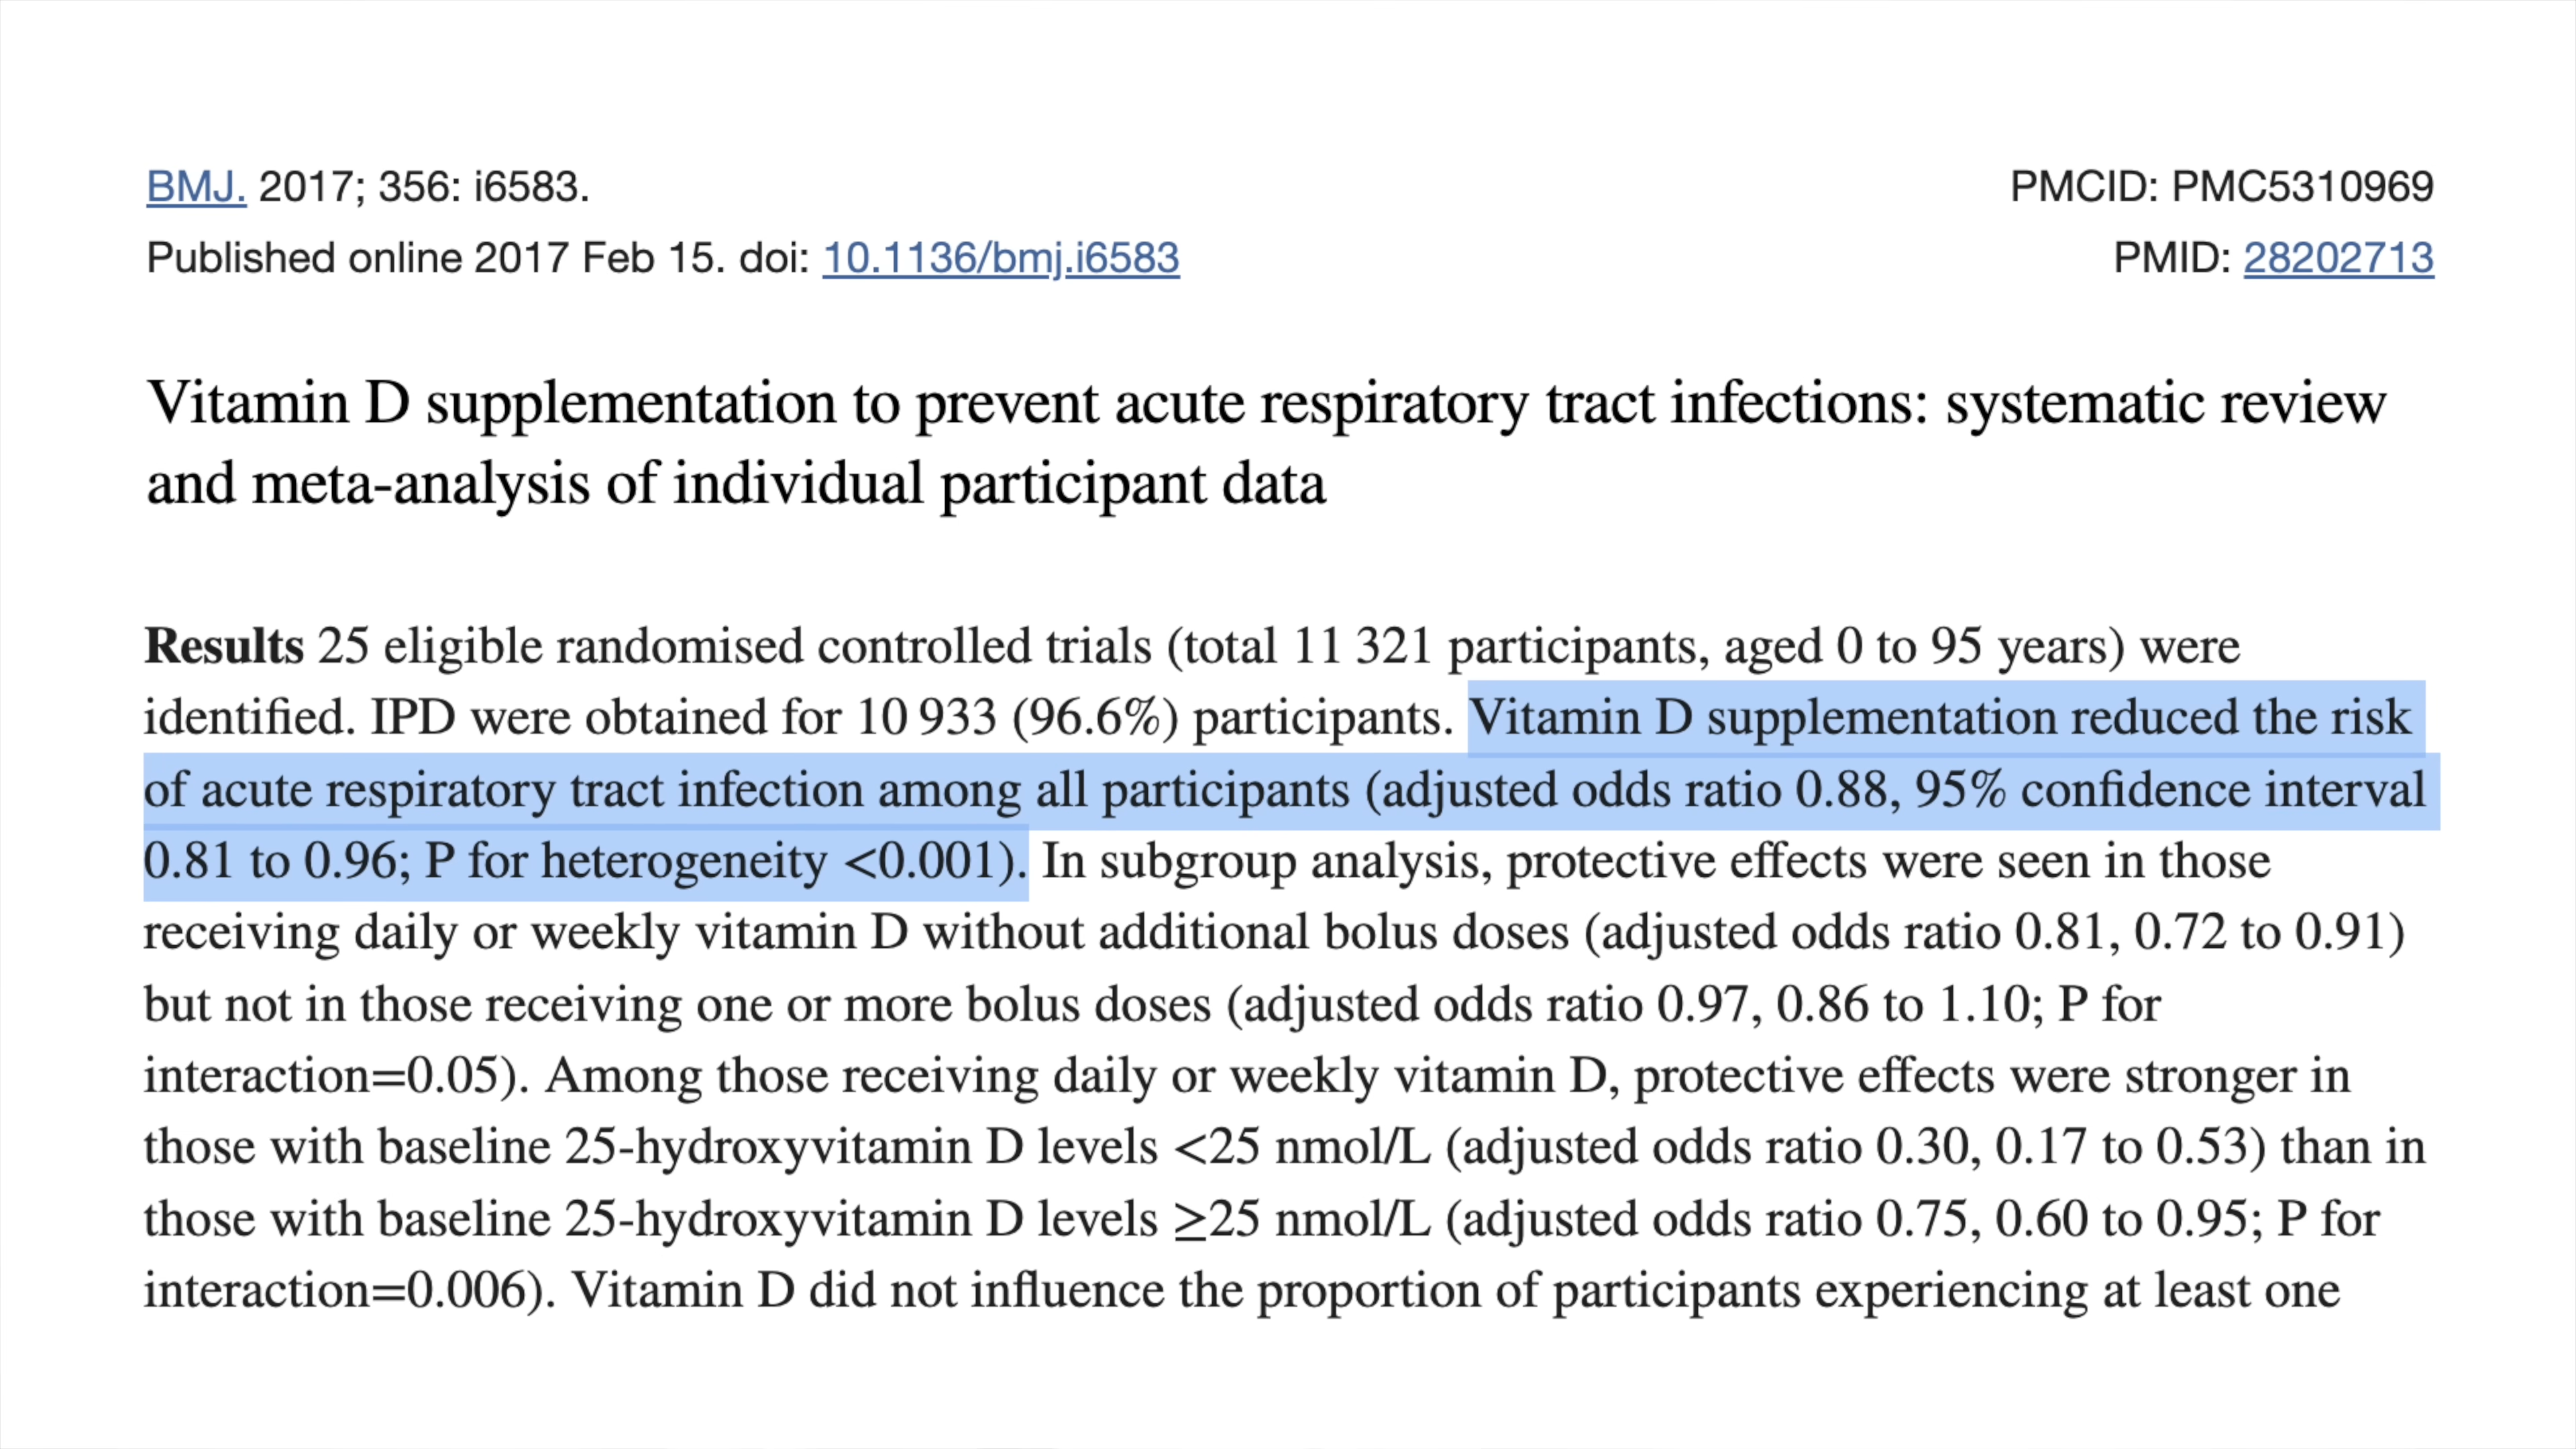 BMJ. 2017; 356: i6583.
PMCID: PMC5310969
Published online 2017 Feb 15. doi: 10.1136/bmj.i6583
PMID: 28202713
Vitamin D supplementation to prevent acute respiratory tract infections: systematic review
and meta-analysis of individual participant data
Results 25 eligible randomised controlled trials (total 11 321 participants, aged 0 to 95 years) were
identified. IPD were obtained for 10 933 (96.6%) participants. Vitamin D supplementation reduced the risk
of acute respiratory tract infection among all participants (adjusted odds ratio 0.88, 95% confidence interval
0.81 to 0.96; P for heterogeneity <0.001). In subgroup analysis, protective effects were seen in those
receiving daily or weekly vitamin D without additional bolus doses (adjusted odds ratio 0.81, 0.72 to 0.91)
but not in those receiving one or more bolus doses (adjusted odds ratio 0.97, 0.86 to 1.10; P for
interaction=0.05). Among those receiving daily or weekly vitamin D, protective effects were stronger in
those with baseline 25-hydroxyvitamin D levels <25 nmol/L (adjusted odds ratio 0.30, 0.17 to 0.53) than in
those with baseline 25-hydroxyvitamin D levels ≥25 nmol/L (adjusted odds ratio 0.75, 0.60 to 0.95; P for
interaction=0.006). Vitamin D did not influence the proportion of participants experiencing at least one